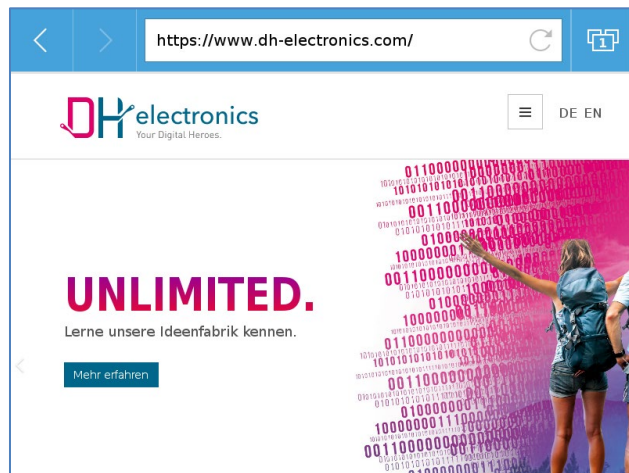 https://www.dh-electronics.com/
1
DH electronics
Your Digital Heroes.
DE EN
UNLIMITED.
Lerne unsere Ideenfabrik kennen.
Mehr erfahren